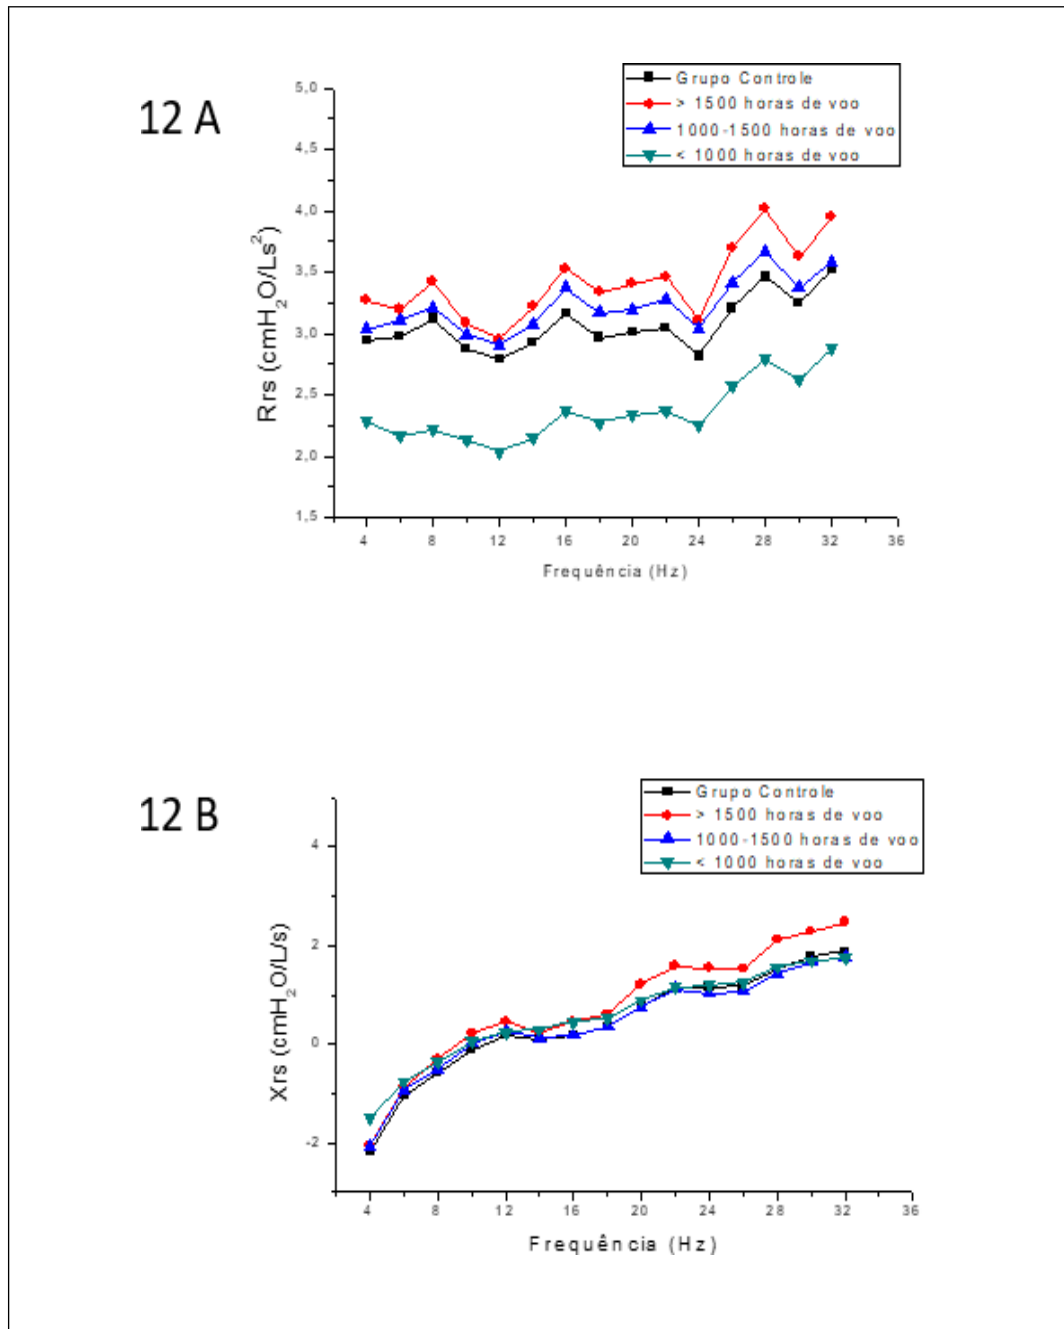 12 A
Grupo Controle
> 1500 horas de voo
1000-1500 horas de voo
< 1000 horas de voo
5,0
4,5
4,0
3,5
3,0
2,5
2,0
1,5
Rrs (cmH₂O/Ls²)
4 8 12 16 20 24 28 32 36
Frequência (Hz)
12 B
Grupo Controle
> 1500 horas de voo
1000-1500 horas de voo
< 1000 horas de voo
4
2
0
-2
Xrs (cmH₂O/L/s)
4 8 12 16 20 24 28 32 36
Frequência (Hz)